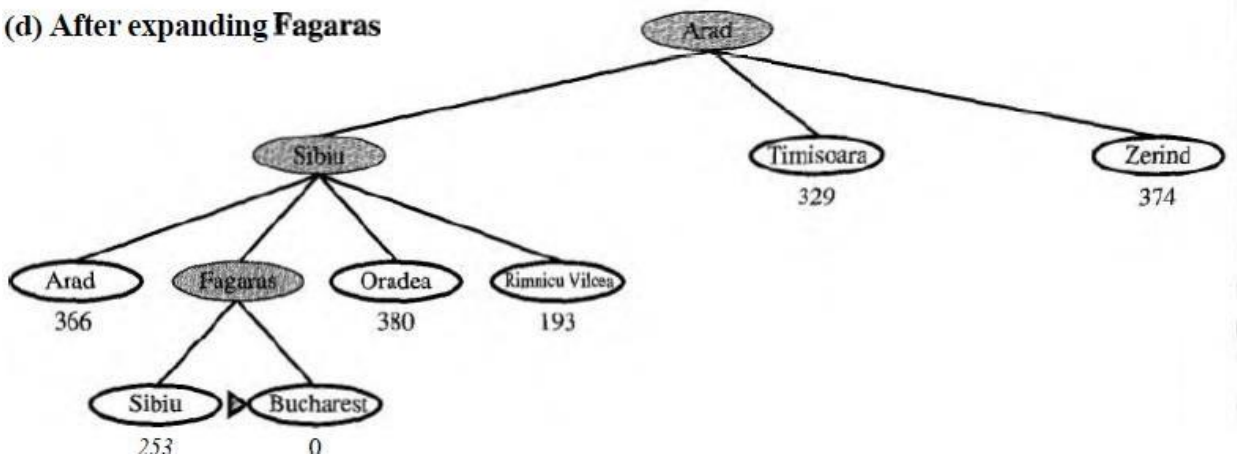 (d) After expanding Fagaras
Arad
Sibiu
Timisoara
Zerind
329
374
Arad
Fagaras
Oradea
Rimnicu Vilcea
366
380
193
Sibiu
Bucharest
253
0